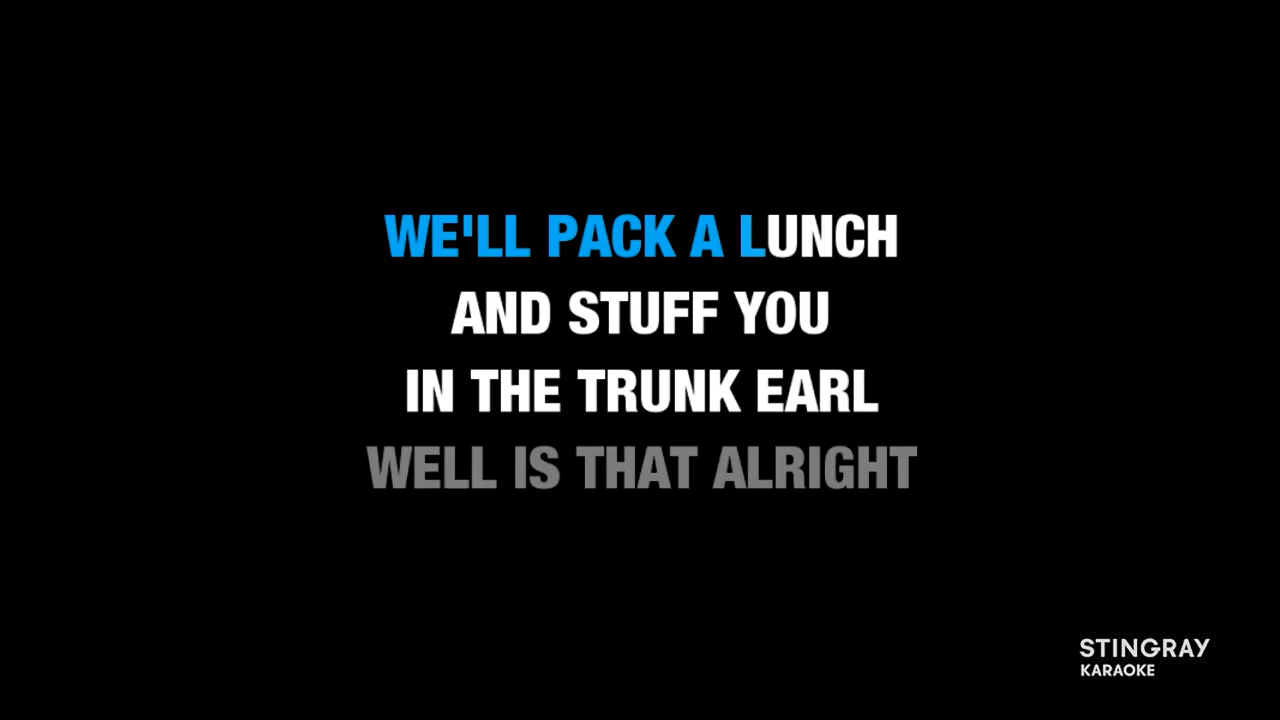 WE'LL PACK A LUNCH
AND STUFF YOU
IN THE TRUNK EARL
WELL IS THAT ALRIGHT
STINGRAY
KARAOKE